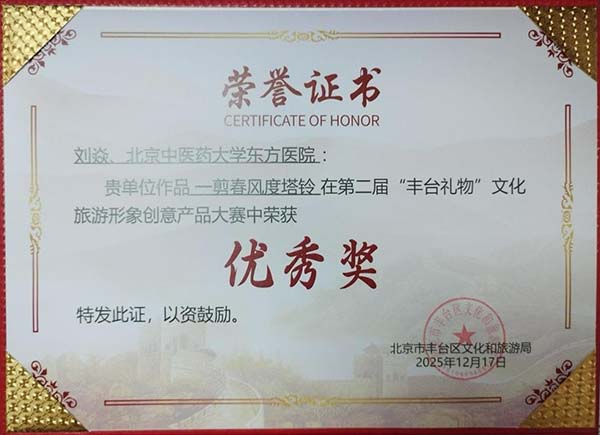 荣誉证书
CERTIFICATE OF HONOR
刘焱、北京中医药大学东方医院：
贵单位作品 一剪春风度塔铃 在第二届“丰台礼物”文化
旅游形象创意产品大赛中荣获
优秀奖
特发此证，以资鼓励。
北京市丰台区文化和旅游局
2025年12月17日